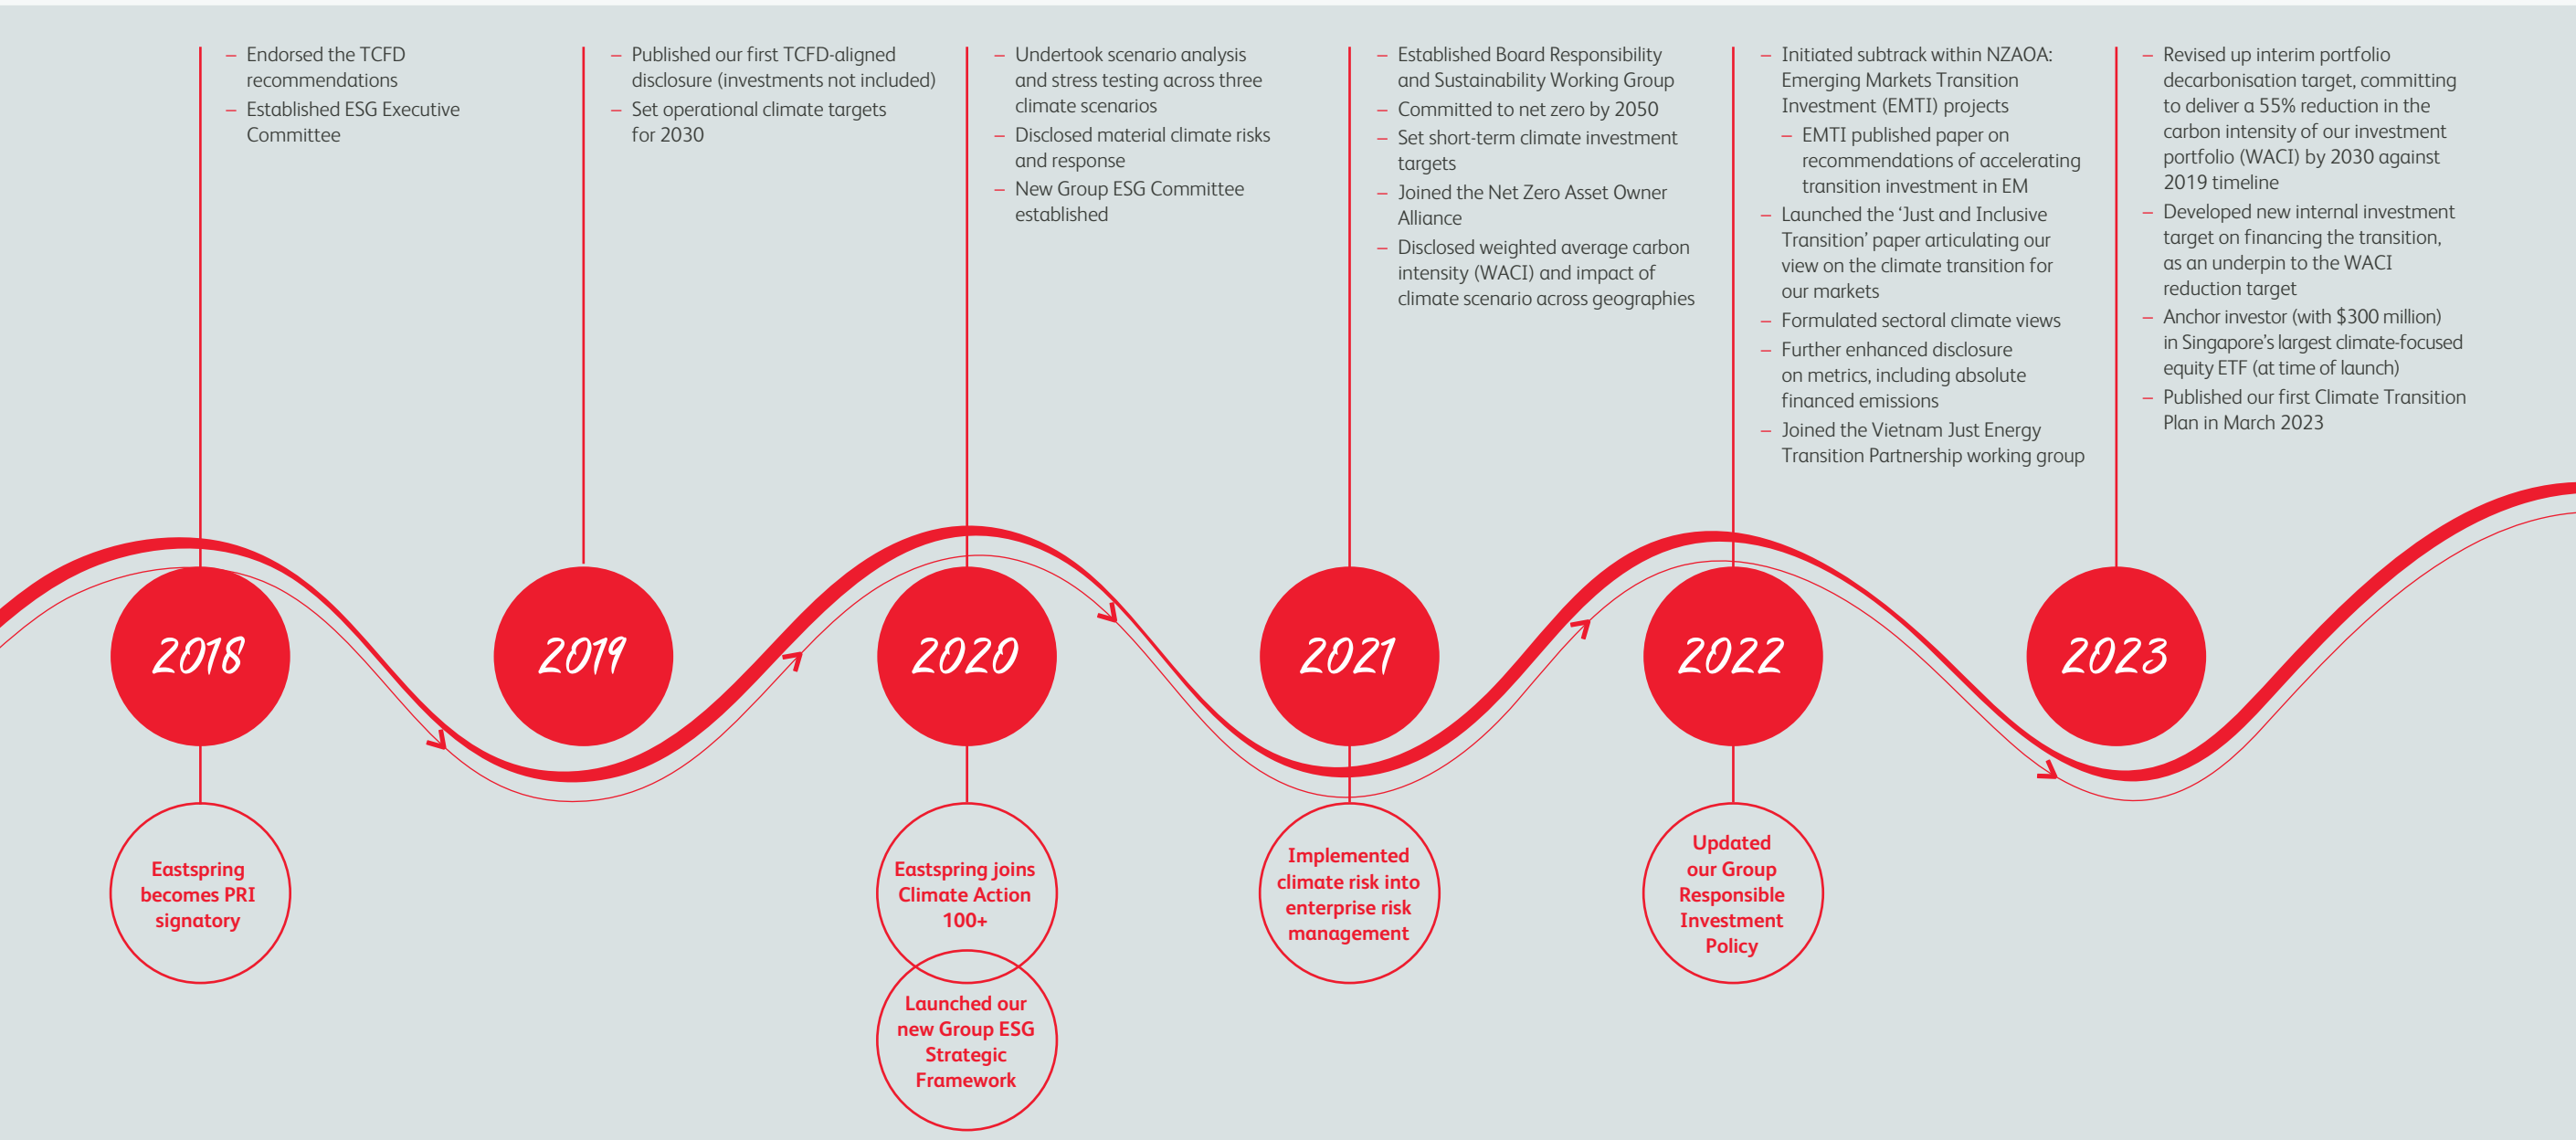 – Endorsed the TCFD
recommendations
– Established ESG Executive
Committee
– Published our first TCFD-aligned
disclosure (investments not included)
– Set operational climate targets
for 2030
– Undertook scenario analysis
and stress testing across three
climate scenarios
– Disclosed material climate risks
and response
– New Group ESG Committee
established
– Established Board Responsibility
and Sustainability Working Group
– Committed to net zero by 2050
– Set short-term climate investment
targets
– Joined the Net Zero Asset Owner
Alliance
– Disclosed weighted average carbon
intensity (WACI) and impact of
climate scenario across geographies
– Initiated subtrack within NZAOA:
Emerging Markets Transition
Investment (EMTI) projects
– EMTI published paper on
recommendations of accelerating
transition investment in EM
– Launched the ‘Just and Inclusive
Transition’ paper articulating our
view on the climate transition for
our markets
– Formulated sectoral climate views
– Further enhanced disclosure
on metrics, including absolute
financed emissions
– Joined the Vietnam Just Energy
Transition Partnership working group
– Revised up interim portfolio
decarbonisation target, committing
to deliver a 55% reduction in the
carbon intensity of our investment
portfolio (WACI) by 2030 against
2019 timeline
– Developed new internal investment
target on financing the transition,
as an underpin to the WACI
reduction target
– Anchor investor (with $300 million)
in Singapore’s largest climate-focused
equity ETF (at time of launch)
– Published our first Climate Transition
Plan in March 2023
2018
2019
2020
2021
2022
2023
Eastspring
becomes PRI
signatory
Eastspring joins
Climate Action
100+
Launched our
new Group ESG
Strategic
Framework
Implemented
climate risk into
enterprise risk
management
Updated
our Group
Responsible
Investment
Policy